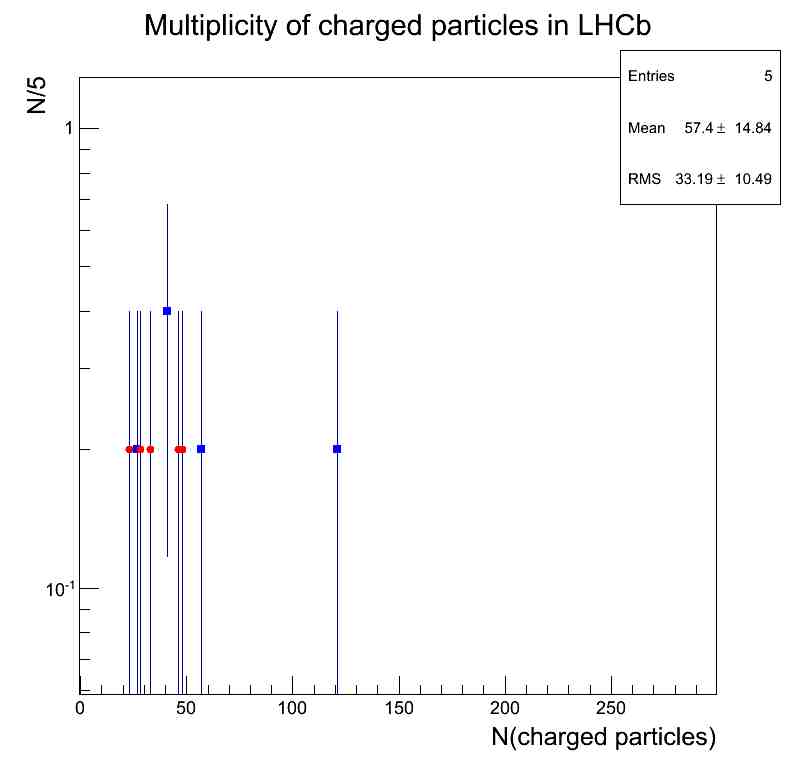 Multiplicity of charged particles in LHCb
N/5
Entries 5
Mean 57.4 ± 14.84
RMS 33.19 ± 10.49
1
10⁻¹
0 50 100 150 200 250
N(charged particles)